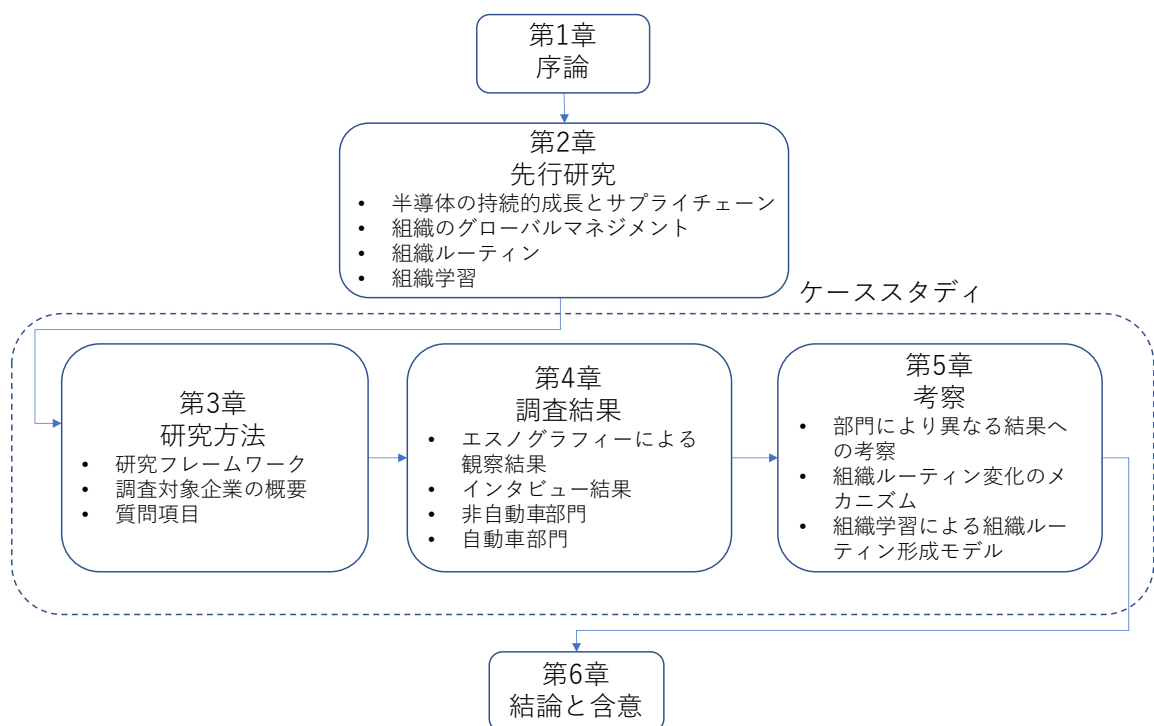 第1章
序論
第2章
先行研究
• 半導体の持続的成長とサプライチェーン
• 組織のグローバルマネジメント
• 組織ルーティン
• 組織学習
ケーススタディ
第3章
研究方法
• 研究フレームワーク
• 調査対象企業の概要
• 質問項目
第4章
調査結果
• エスノグラフィーによる
観察結果
• インタビュー結果
• 非自動車部門
• 自動車部門
第5章
考察
• 部門により異なる結果へ
の考察
• 組織ルーティン変化のメ
カニズム
• 組織学習による組織ルー
ティン形成モデル
第6章
結論と含意